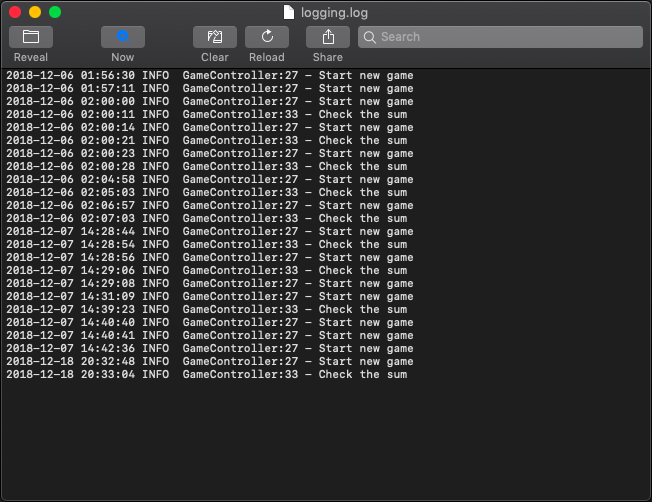 logging.log
Reveal
Now
Clear
Reload
Share
Search
2018-12-06 01:56:30 INFO  GameController:27 – Start new game
2018-12-06 01:57:11 INFO  GameController:27 – Start new game
2018-12-06 02:00:00 INFO  GameController:27 – Start new game
2018-12-06 02:00:11 INFO  GameController:33 – Check the sum
2018-12-06 02:00:14 INFO  GameController:27 – Start new game
2018-12-06 02:00:21 INFO  GameController:33 – Check the sum
2018-12-06 02:00:23 INFO  GameController:27 – Start new game
2018-12-06 02:00:28 INFO  GameController:33 – Check the sum
2018-12-06 02:04:58 INFO  GameController:27 – Start new game
2018-12-06 02:05:03 INFO  GameController:33 – Check the sum
2018-12-06 02:06:57 INFO  GameController:27 – Start new game
2018-12-06 02:07:03 INFO  GameController:33 – Check the sum
2018-12-07 14:28:44 INFO  GameController:27 – Start new game
2018-12-07 14:28:54 INFO  GameController:33 – Check the sum
2018-12-07 14:28:56 INFO  GameController:27 – Start new game
2018-12-07 14:29:06 INFO  GameController:33 – Check the sum
2018-12-07 14:29:08 INFO  GameController:27 – Start new game
2018-12-07 14:31:09 INFO  GameController:27 – Start new game
2018-12-07 14:39:23 INFO  GameController:33 – Check the sum
2018-12-07 14:40:40 INFO  GameController:27 – Start new game
2018-12-07 14:40:41 INFO  GameController:27 – Start new game
2018-12-07 14:42:36 INFO  GameController:27 – Start new game
2018-12-18 20:32:48 INFO  GameController:27 – Start new game
2018-12-18 20:33:04 INFO  GameController:33 – Check the sum